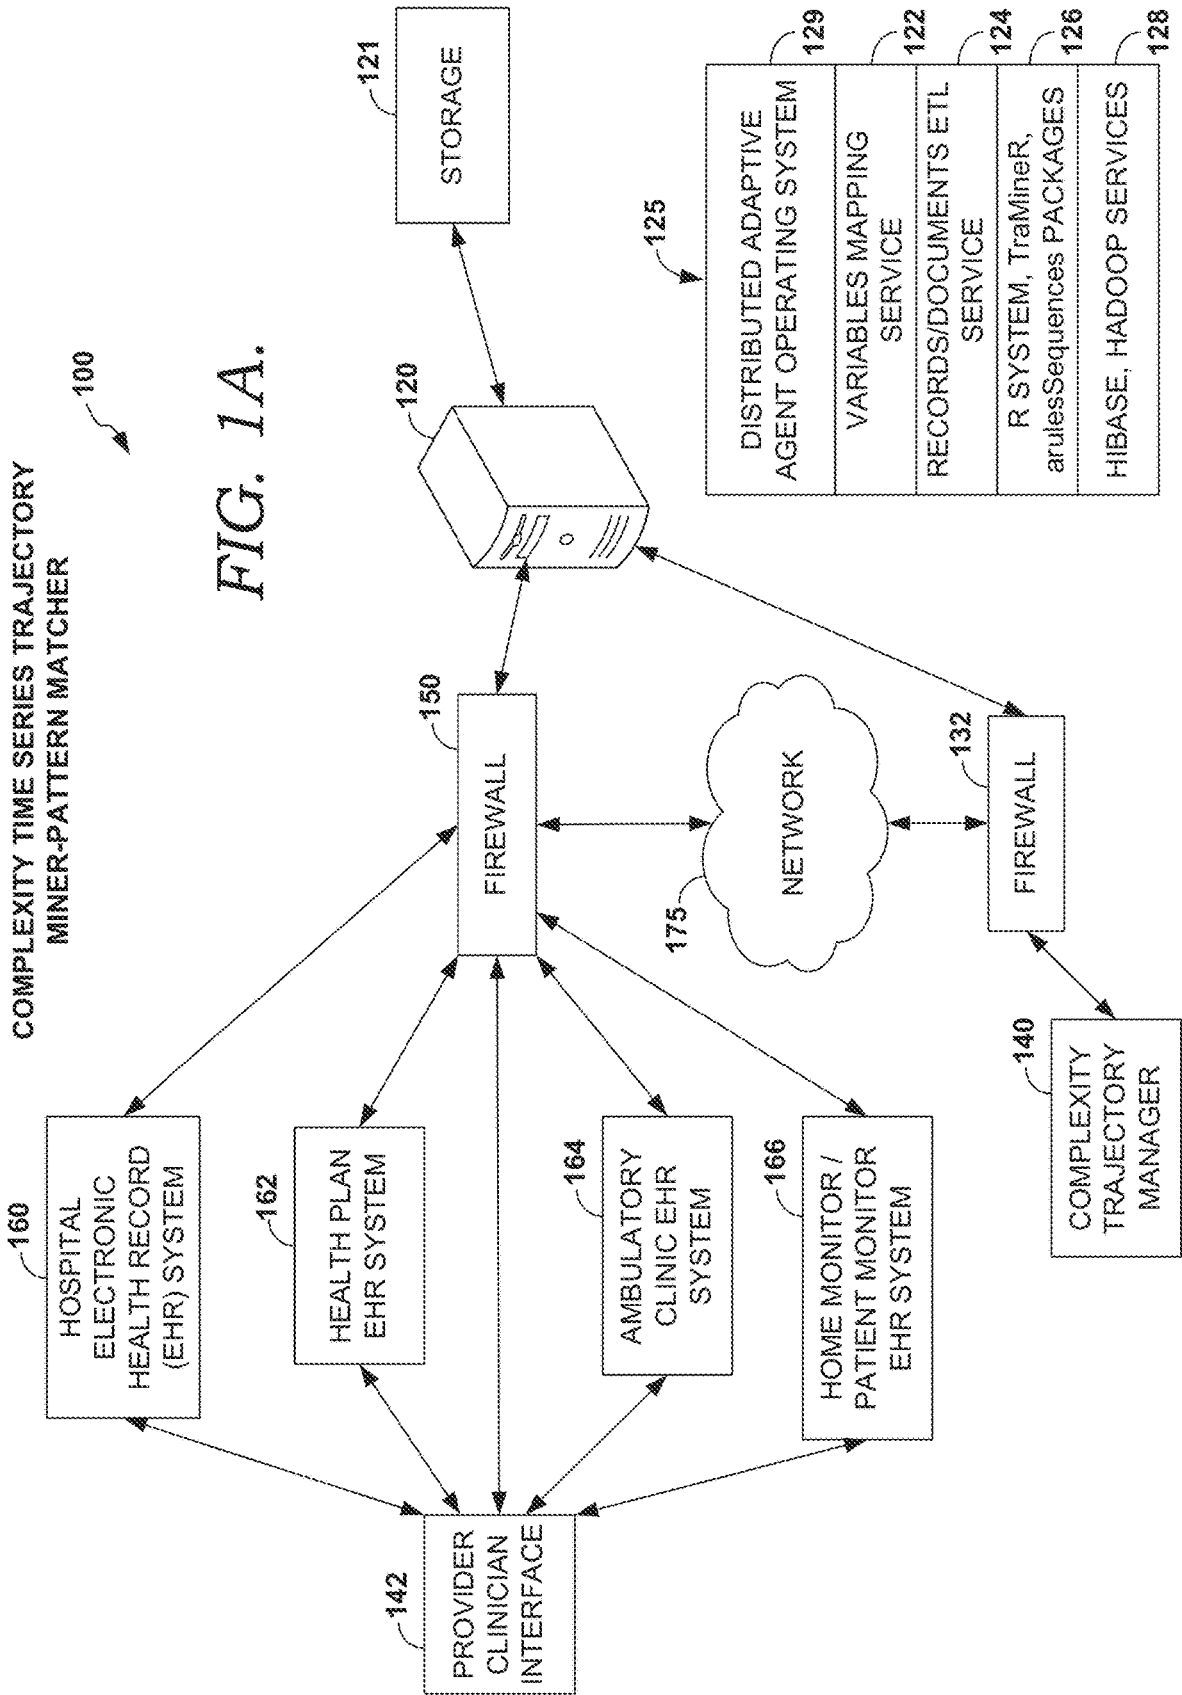 COMPLEXITY TIME SERIES TRAJECTORY
MINER-PATTERN MATCHER
100
FIG. 1A.
160
HOSPITAL
ELECTRONIC
HEALTH RECORD
(EHR) SYSTEM
162
HEALTH PLAN
EHR SYSTEM
142
PROVIDER
CLINICIAN
INTERFACE
164
AMBULATORY
CLINIC EHR
SYSTEM
166
HOME MONITOR /
PATIENT MONITOR
EHR SYSTEM
150
FIREWALL
175
NETWORK
132
FIREWALL
140
COMPLEXITY
TRAJECTORY
MANAGER
120
121
STORAGE
125
DISTRIBUTED ADAPTIVE
AGENT OPERATING SYSTEM
129
VARIABLES MAPPING
SERVICE
122
RECORDS/DOCUMENTS ETL
SERVICE
124
R SYSTEM, TraMineR,
arulesSequences PACKAGES
126
HIBASE, HADOOP SERVICES
128